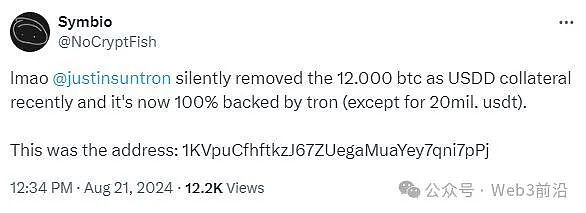 Symbio
@NoCryptFish
lmao @justinsuntron silently removed the 12.000 btc as USDD collateral
recently and it's now 100% backed by tron (except for 20mil. usdt).
This was the address: 1KVpuCfhftkzJ67ZUegaMuaYey7qni7pPj
12:34 PM · Aug 21, 2024 · 12.2K Views
公众号 · Web3前沿